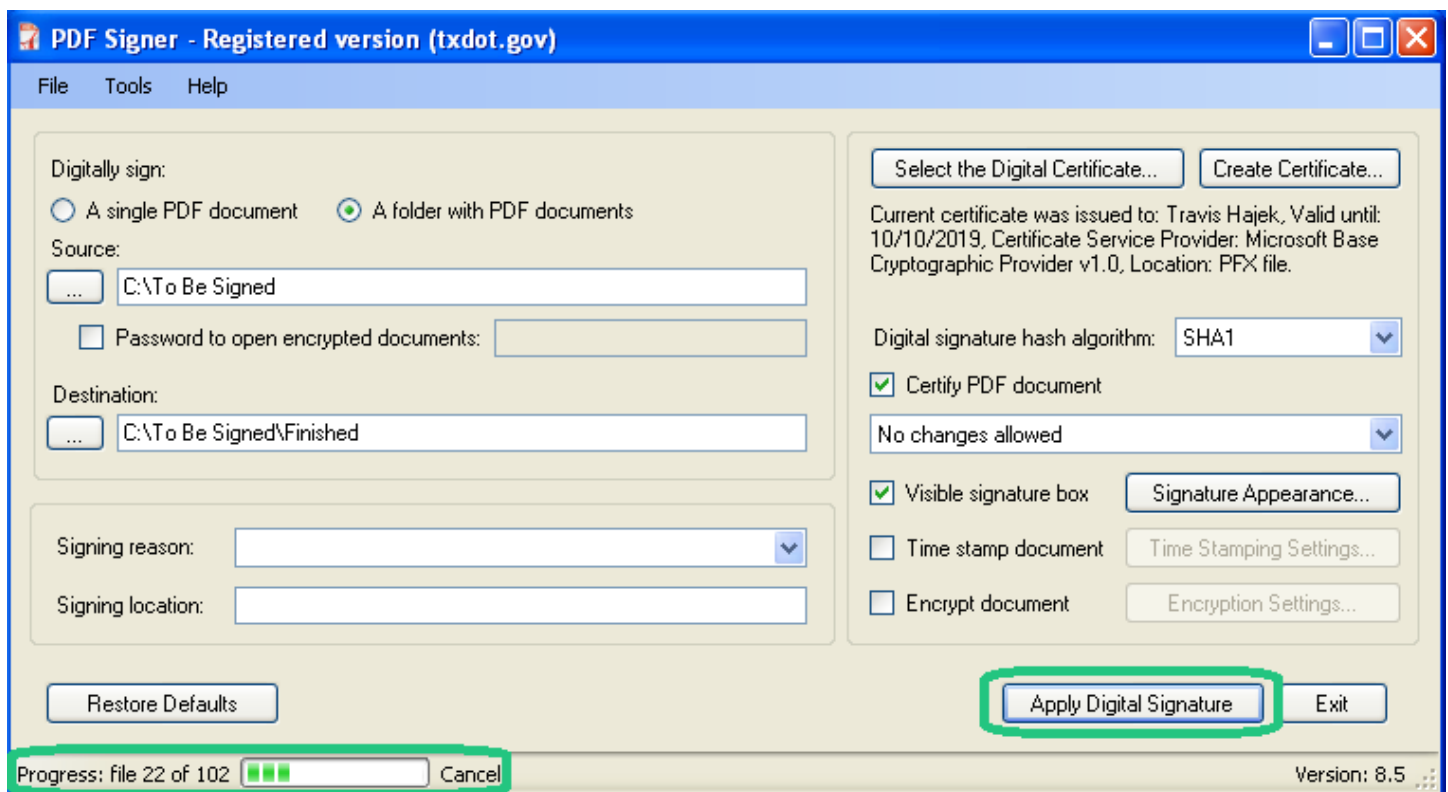 PDF Signer - Registered version (txdot.gov)
File Tools Help
Digitally sign:
A single PDF document A folder with PDF documents
Source:
... C:\To Be Signed
Password to open encrypted documents:
Destination:
... C:\To Be Signed\Finished
Signing reason:
Signing location:
Select the Digital Certificate... Create Certificate...
Current certificate was issued to: Travis Hajek, Valid until:
10/10/2019, Certificate Service Provider: Microsoft Base
Cryptographic Provider v1.0, Location: PFX file.
Digital signature hash algorithm: SHA1
Certify PDF document
No changes allowed
Visible signature box Signature Appearance...
Time stamp document Time Stamping Settings...
Encrypt document Encryption Settings...
Restore Defaults Apply Digital Signature Exit
Progress: file 22 of 102 Cancel Version: 8.5